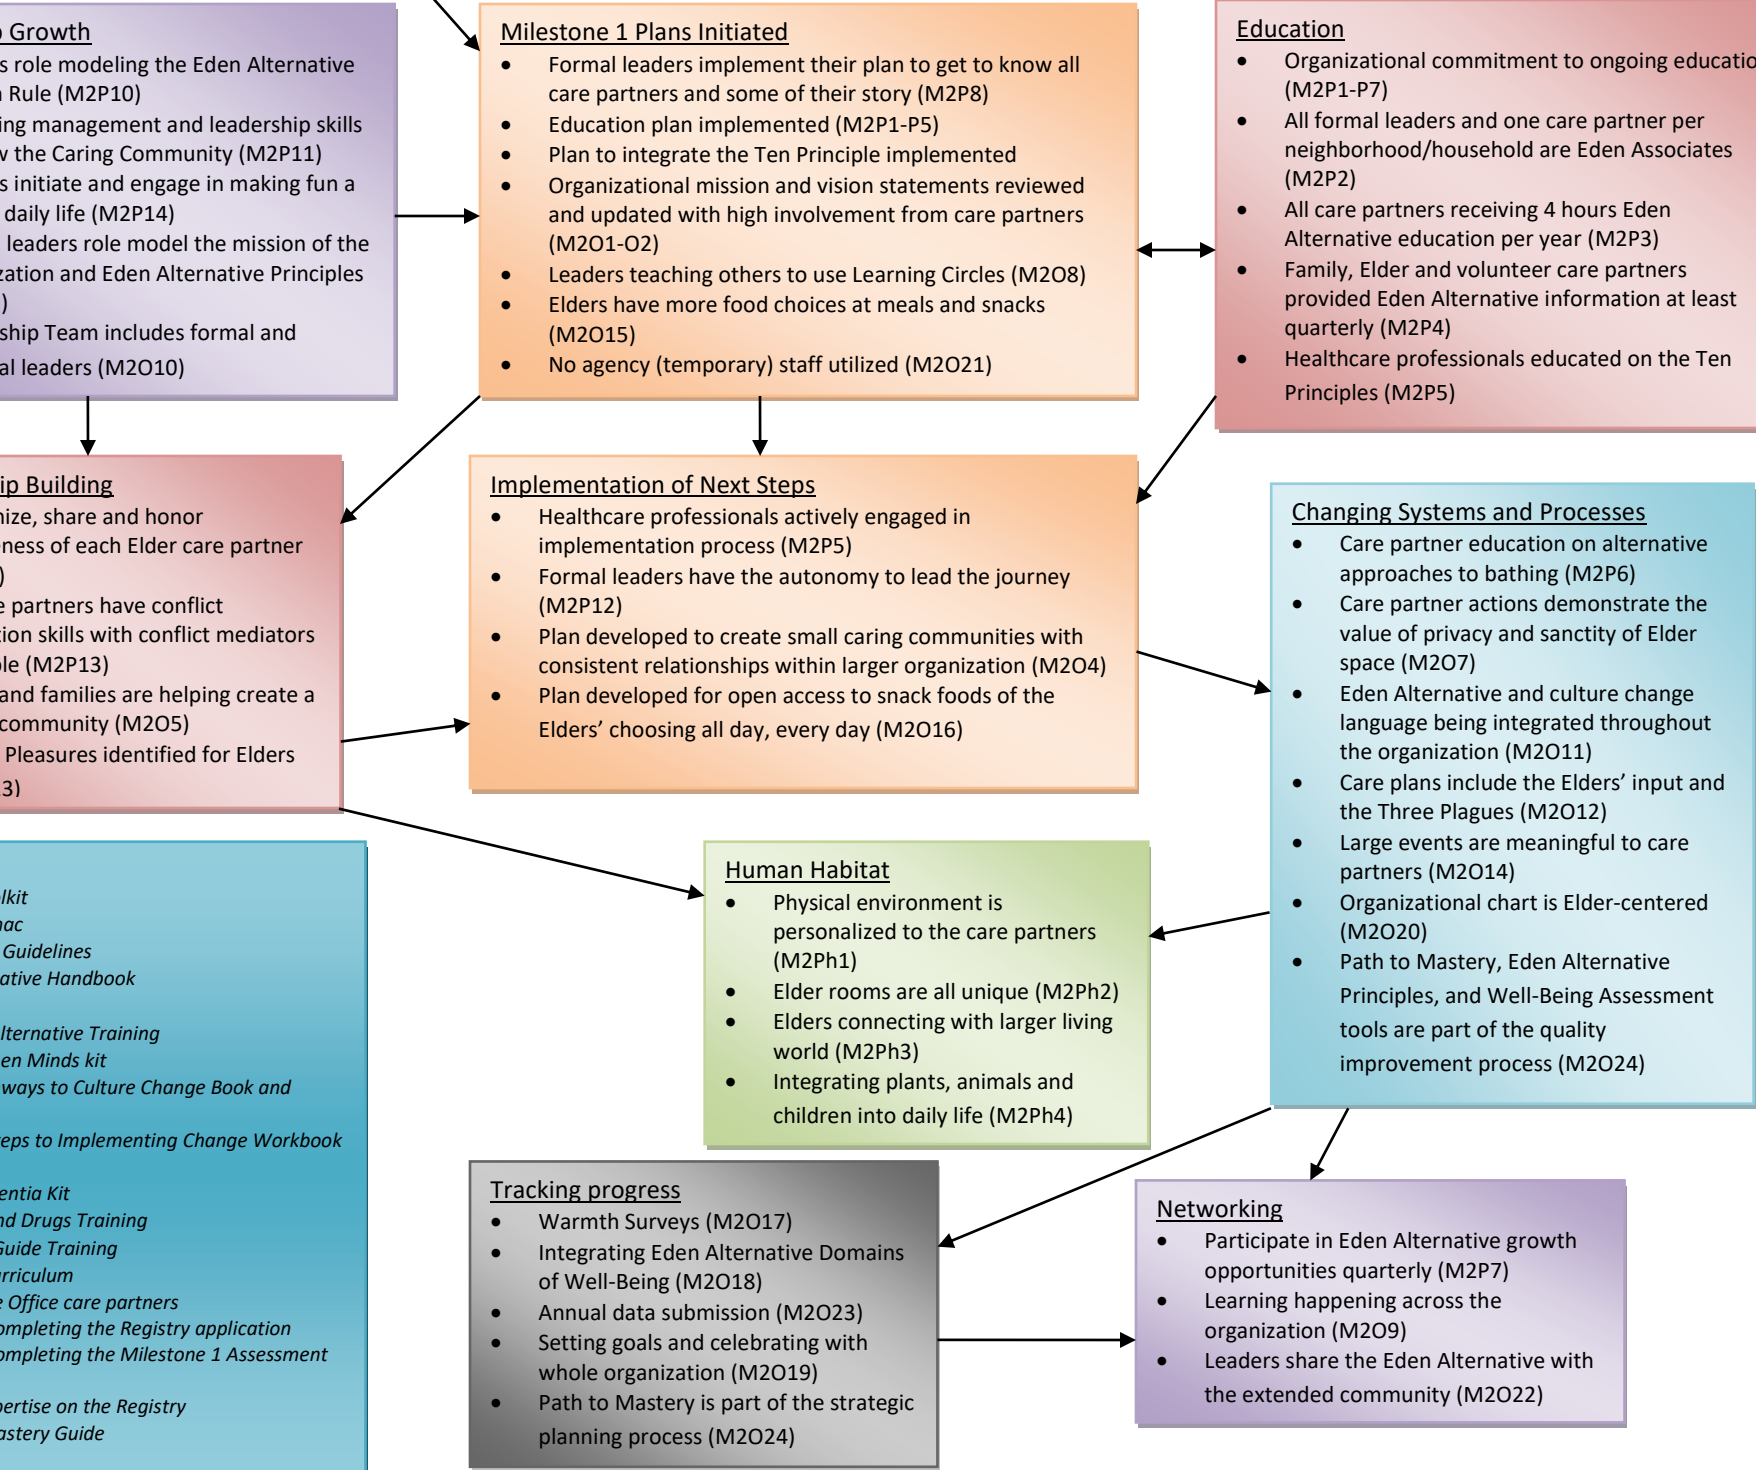 Growth
s role modeling the Eden Alternative
Rule (M2P10)
ing management and leadership skills
w the Caring Community (M2P11)
s initiate and engage in making fun a
daily life (M2P14)
leaders role model the mission of the
zation and Eden Alternative Principles
)
ship Team includes formal and
al leaders (M2O10)
Milestone 1 Plans Initiated
• Formal leaders implement their plan to get to know all
care partners and some of their story (M2P8)
• Education plan implemented (M2P1-P5)
• Plan to integrate the Ten Principle implemented
• Organizational mission and vision statements reviewed
and updated with high involvement from care partners
(M2O1-O2)
• Leaders teaching others to use Learning Circles (M2O8)
• Elders have more food choices at meals and snacks
(M2O15)
• No agency (temporary) staff utilized (M2O21)
Education
• Organizational commitment to ongoing educatio
(M2P1-P7)
• All formal leaders and one care partner per
neighborhood/household are Eden Associates
(M2P2)
• All care partners receiving 4 hours Eden
Alternative education per year (M2P3)
• Family, Elder and volunteer care partners
provided Eden Alternative information at least
quarterly (M2P4)
• Healthcare professionals educated on the Ten
Principles (M2P5)
ip Building
nize, share and honor
eness of each Elder care partner
)
e partners have conflict
tion skills with conflict mediators
ole (M2P13)
and families are helping create a
community (M2O5)
Pleasures identified for Elders
3)
Implementation of Next Steps
• Healthcare professionals actively engaged in
implementation process (M2P5)
• Formal leaders have the autonomy to lead the journey
(M2P12)
• Plan developed to create small caring communities with
consistent relationships within larger organization (M2O4)
• Plan developed for open access to snack foods of the
Elders’ choosing all day, every day (M2O16)
Changing Systems and Processes
• Care partner education on alternative
approaches to bathing (M2P6)
• Care partner actions demonstrate the
value of privacy and sanctity of Elder
space (M2O7)
• Eden Alternative and culture change
language being integrated throughout
the organization (M2O11)
• Care plans include the Elders’ input and
the Three Plagues (M2O12)
• Large events are meaningful to care
partners (M2O14)
• Organizational chart is Elder-centered
(M2O20)
• Path to Mastery, Eden Alternative
Principles, and Well-Being Assessment
tools are part of the quality
improvement process (M2O24)
lkit
nac
Guidelines
ative Handbook
lternative Training
en Minds kit
ways to Culture Change Book and
teps to Implementing Change Workbook
entia Kit
nd Drugs Training
Guide Training
urriculum
e Office care partners
ompleting the Registry application
ompleting the Milestone 1 Assessment
pertise on the Registry
astery Guide
Human Habitat
• Physical environment is
personalized to the care partners
(M2Ph1)
• Elder rooms are all unique (M2Ph2)
• Elders connecting with larger living
world (M2Ph3)
• Integrating plants, animals and
children into daily life (M2Ph4)
Tracking progress
• Warmth Surveys (M2O17)
• Integrating Eden Alternative Domains
of Well-Being (M2O18)
• Annual data submission (M2O23)
• Setting goals and celebrating with
whole organization (M2O19)
• Path to Mastery is part of the strategic
planning process (M2O24)
Networking
• Participate in Eden Alternative growth
opportunities quarterly (M2P7)
• Learning happening across the
organization (M2O9)
• Leaders share the Eden Alternative with
the extended community (M2O22)